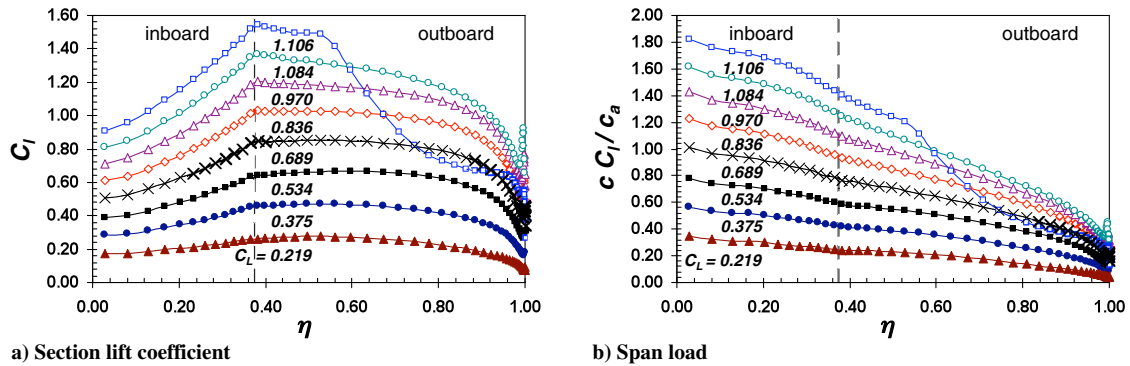 1.60
1.40
1.20
1.00
0.80
0.60
0.40
0.20
0.00
C_l
inboard
outboard
1.106
1.084
0.970
0.836
0.689
0.534
0.375
C_L = 0.219
0.00 0.20 0.40 0.60 0.80 1.00
η
a) Section lift coefficient
2.00
1.80
1.60
1.40
1.20
1.00
0.80
0.60
0.40
0.20
0.00
c C_l / c_a
inboard
outboard
1.106
1.084
0.970
0.836
0.689
0.534
0.375
C_L = 0.219
0.00 0.20 0.40 0.60 0.80 1.00
η
b) Span load